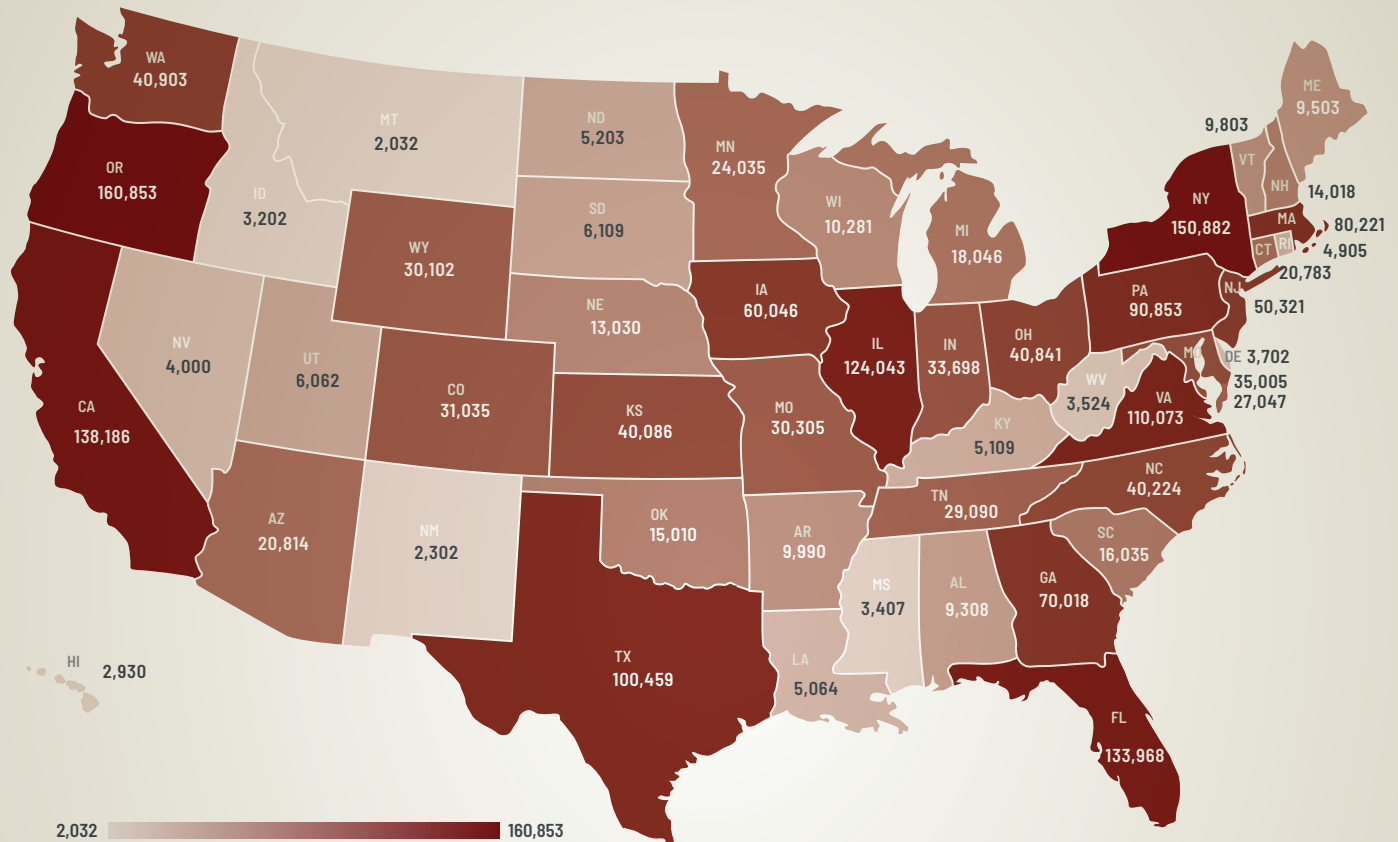 WA
40,903
OR
160,853
CA
138,186
NV
4,000
ID
3,202
MT
2,032
WY
30,102
UT
6,062
CO
31,035
AZ
20,814
NM
2,302
ND
5,203
SD
6,109
NE
13,030
KS
40,086
OK
15,010
TX
100,459
MN
24,035
IA
60,046
MO
30,305
AR
9,990
LA
5,064
WI
10,281
IL
124,043
MI
18,046
IN
33,698
OH
40,841
KY
5,109
TN
29,090
MS
3,407
AL
9,308
GA
70,018
FL
133,968
SC
16,035
NC
40,224
VA
110,073
WV
3,524
PA
90,853
NY
150,882
ME
9,503
9,803
VT
NH
14,018
MA
80,221
CT
RI
4,905
20,783
NJ
50,321
MD
DE 3,702
35,005
27,047
HI
2,930
2,032
160,853